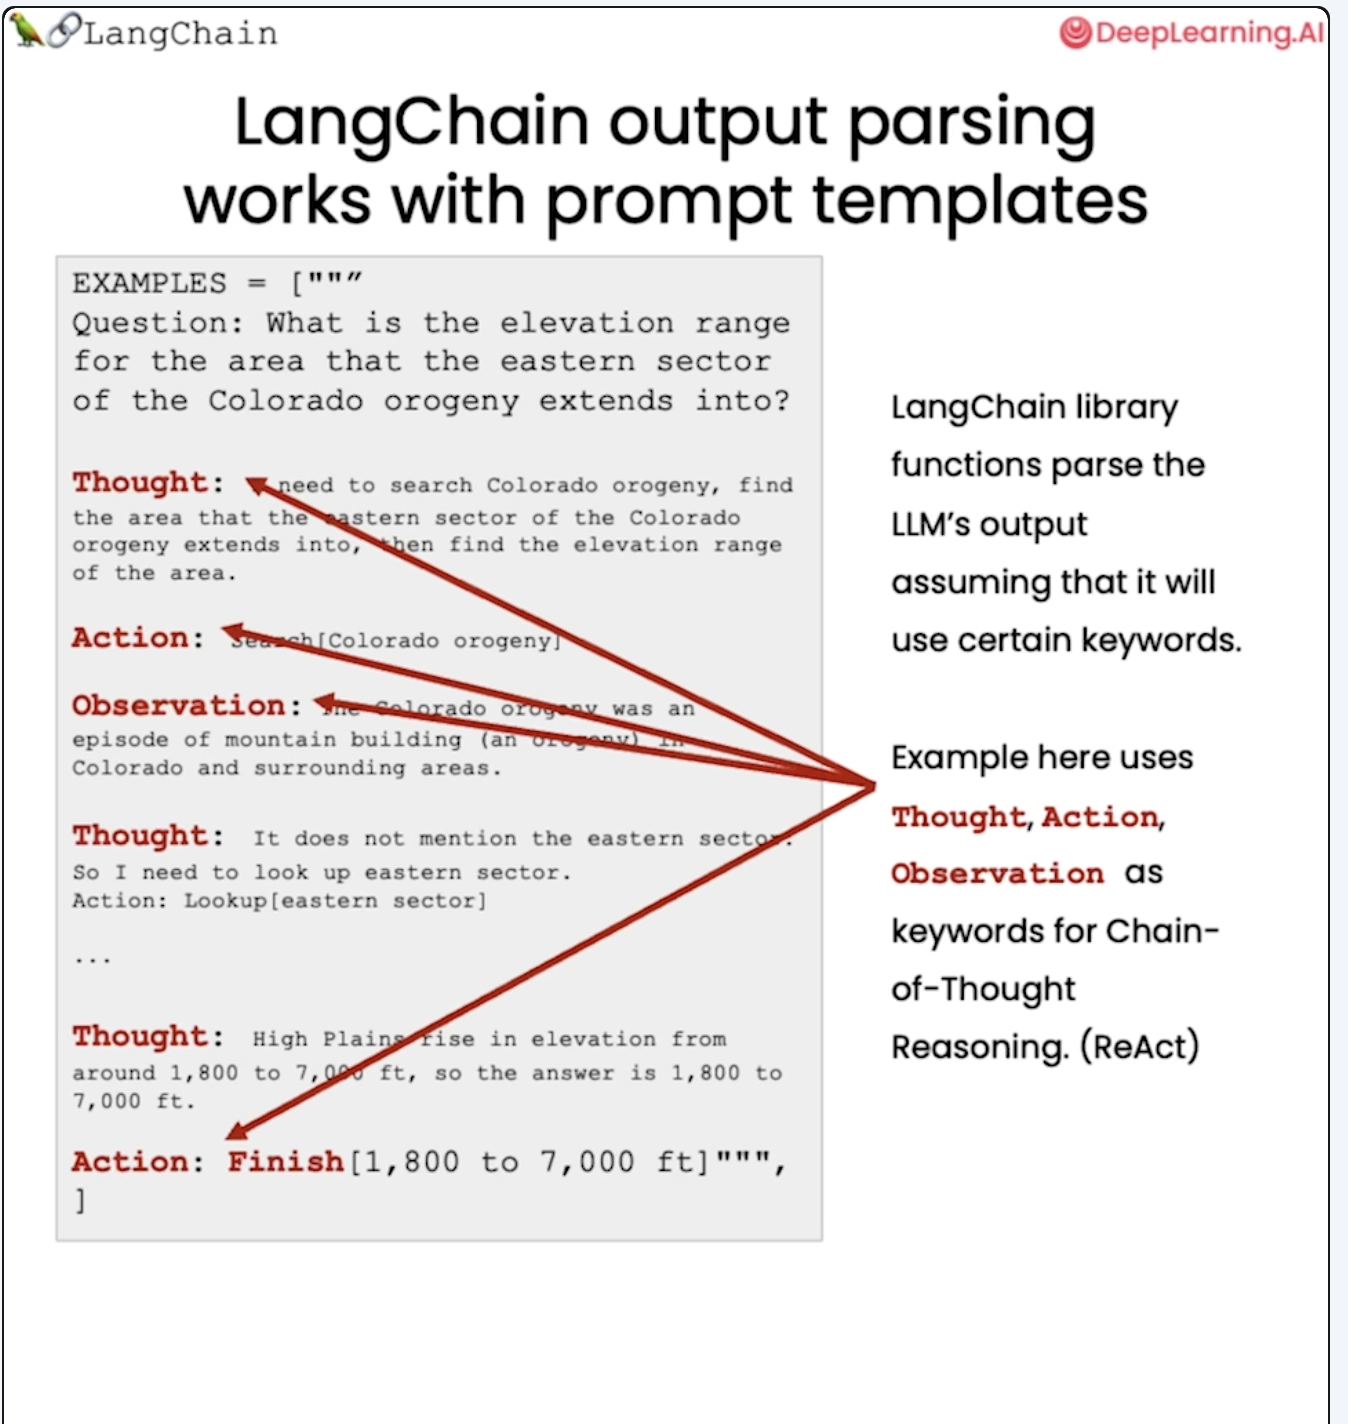 LangChain
DeepLearning.AI
LangChain output parsing
works with prompt templates
EXAMPLES = ["""
Question: What is the elevation range
for the area that the eastern sector
of the Colorado orogeny extends into?
Thought: need to search Colorado orogeny, find
the area that the eastern sector of the Colorado
orogeny extends into, then find the elevation range
of the area.
Action: Search[Colorado orogeny]
Observation: The Colorado orogeny was an
episode of mountain building (an orogeny) in
Colorado and surrounding areas.
Thought: It does not mention the eastern sector.
So I need to look up eastern sector.
Action: Lookup[eastern sector]
...
Thought: High Plains rise in elevation from
around 1,800 to 7,000 ft, so the answer is 1,800 to
7,000 ft.
Action: Finish[1,800 to 7,000 ft]""",
]
LangChain library
functions parse the
LLM's output
assuming that it will
use certain keywords.
Example here uses
Thought, Action,
Observation as
keywords for Chain-
of-Thought
Reasoning. (ReAct)